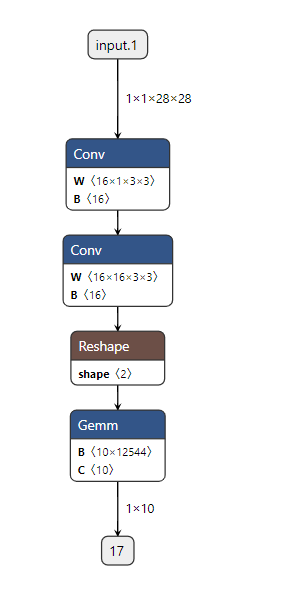 input.1
1×1×28×28
Conv
W ⟨16×1×3×3⟩
B ⟨16⟩
Conv
W ⟨16×16×3×3⟩
B ⟨16⟩
Reshape
shape ⟨2⟩
Gemm
B ⟨10×12544⟩
C ⟨10⟩
1×10
17